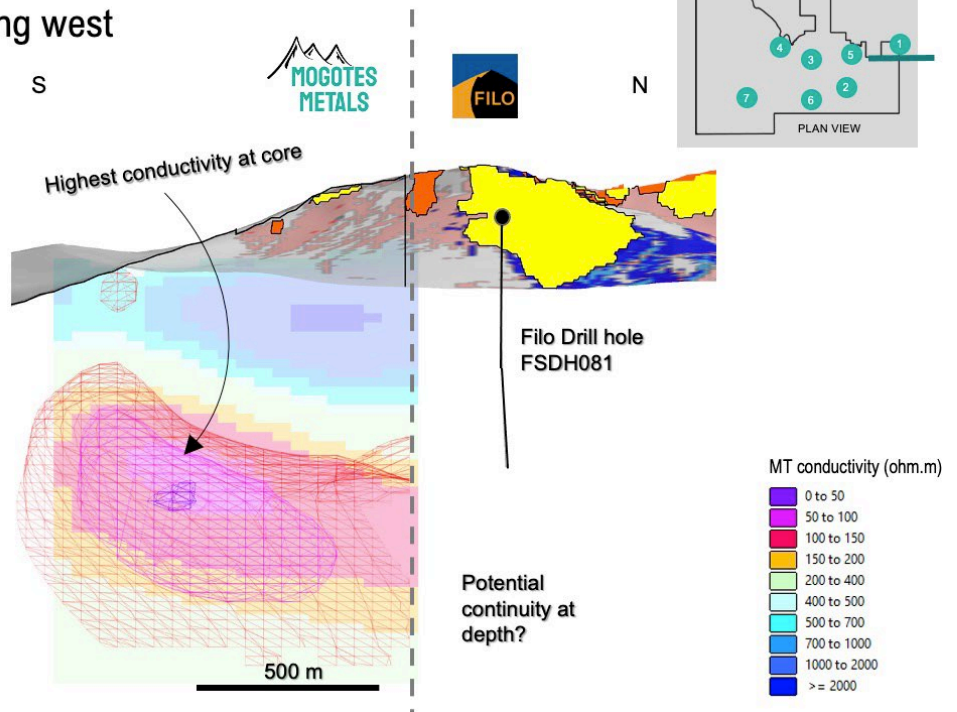 ng west
S
MOGOTES
METALS
FILO
N
4
3
5
1
2
7
6
PLAN VIEW
Highest conductivity at core
Filo Drill hole
FSDH081
Potential
continuity at
depth?
500 m
MT conductivity (ohm.m)
0 to 50
50 to 100
100 to 150
150 to 200
200 to 400
400 to 500
500 to 700
700 to 1000
1000 to 2000
>= 2000